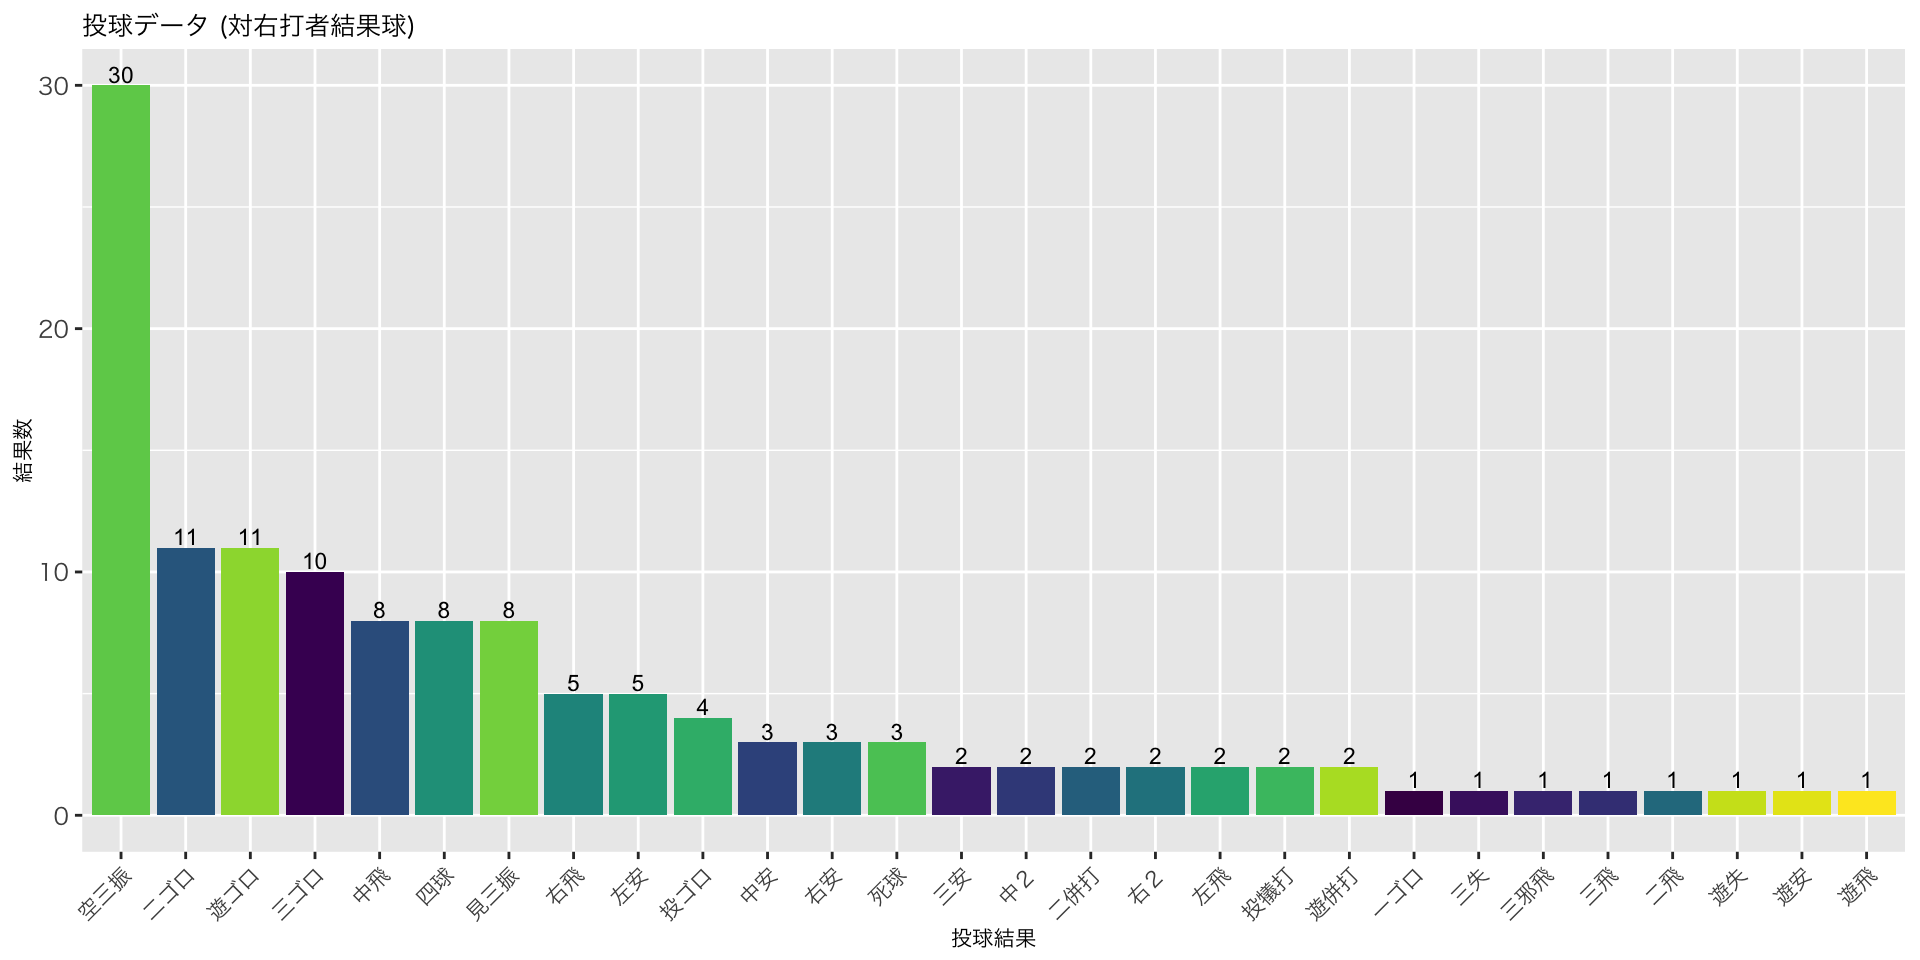 投球データ (対右打者結果球)
結果数
30
20
10
0
30
11
11
10
8
8
8
5
5
4
3
3
3
2
2
2
2
2
2
2
1
1
1
1
1
1
1
1
空三振
二ゴロ
遊ゴロ
三ゴロ
中飛
四球
見三振
右飛
左安
投ゴロ
中安
右安
死球
三安
中２
二併打
右２
左飛
投犠打
遊併打
一ゴロ
三失
三邪飛
三飛
二飛
遊失
遊安
遊飛
投球結果